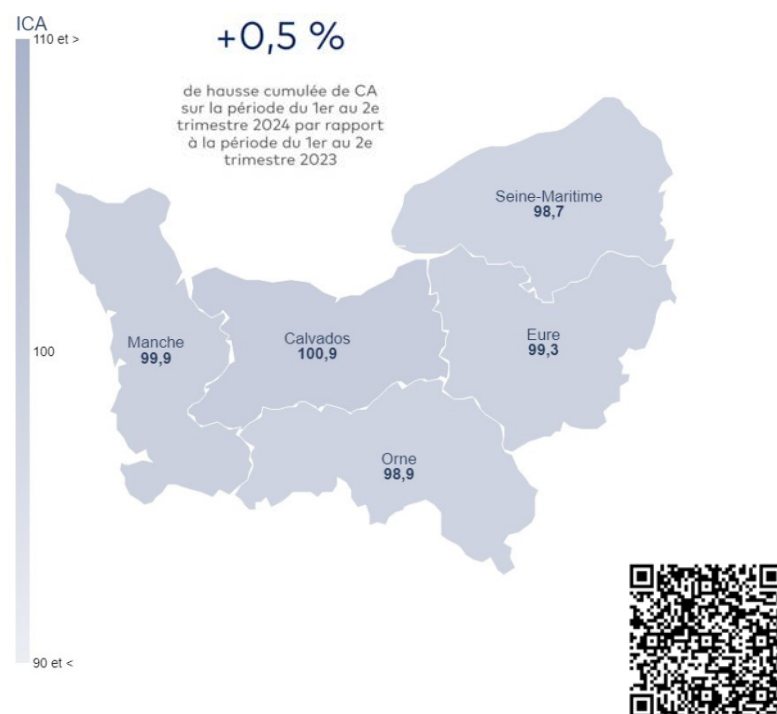 ICA
110 et >
+0,5 %
de hausse cumulée de CA
sur la période du 1er au 2e
trimestre 2024 par rapport
à la période du 1er au 2e
trimestre 2023
Seine-Maritime
98,7
Manche
99,9
Calvados
100,9
Eure
99,3
100
Orne
98,9
90 et <